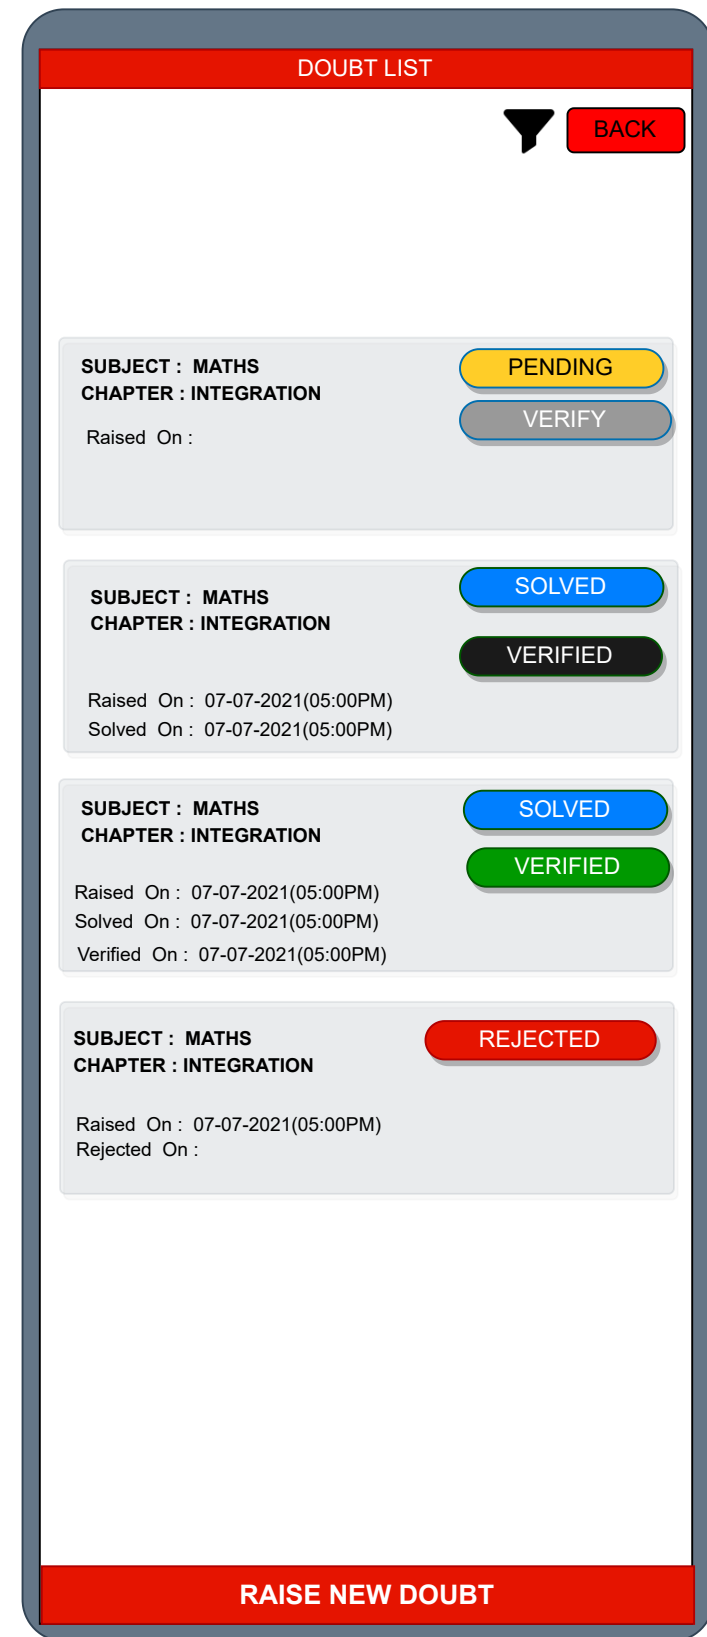 DOUBT LIST
BACK
SUBJECT :  MATHS
CHAPTER : INTEGRATION
PENDING
VERIFY
Raised  On :
SUBJECT :  MATHS
CHAPTER : INTEGRATION
SOLVED
VERIFIED
Raised  On :  07-07-2021(05:00PM)
Solved  On :  07-07-2021(05:00PM)
SUBJECT :  MATHS
CHAPTER : INTEGRATION
SOLVED
VERIFIED
Raised  On :  07-07-2021(05:00PM)
Solved  On :  07-07-2021(05:00PM)
Verified  On :  07-07-2021(05:00PM)
SUBJECT :  MATHS
CHAPTER : INTEGRATION
REJECTED
Raised  On :  07-07-2021(05:00PM)
Rejected  On :
RAISE NEW DOUBT